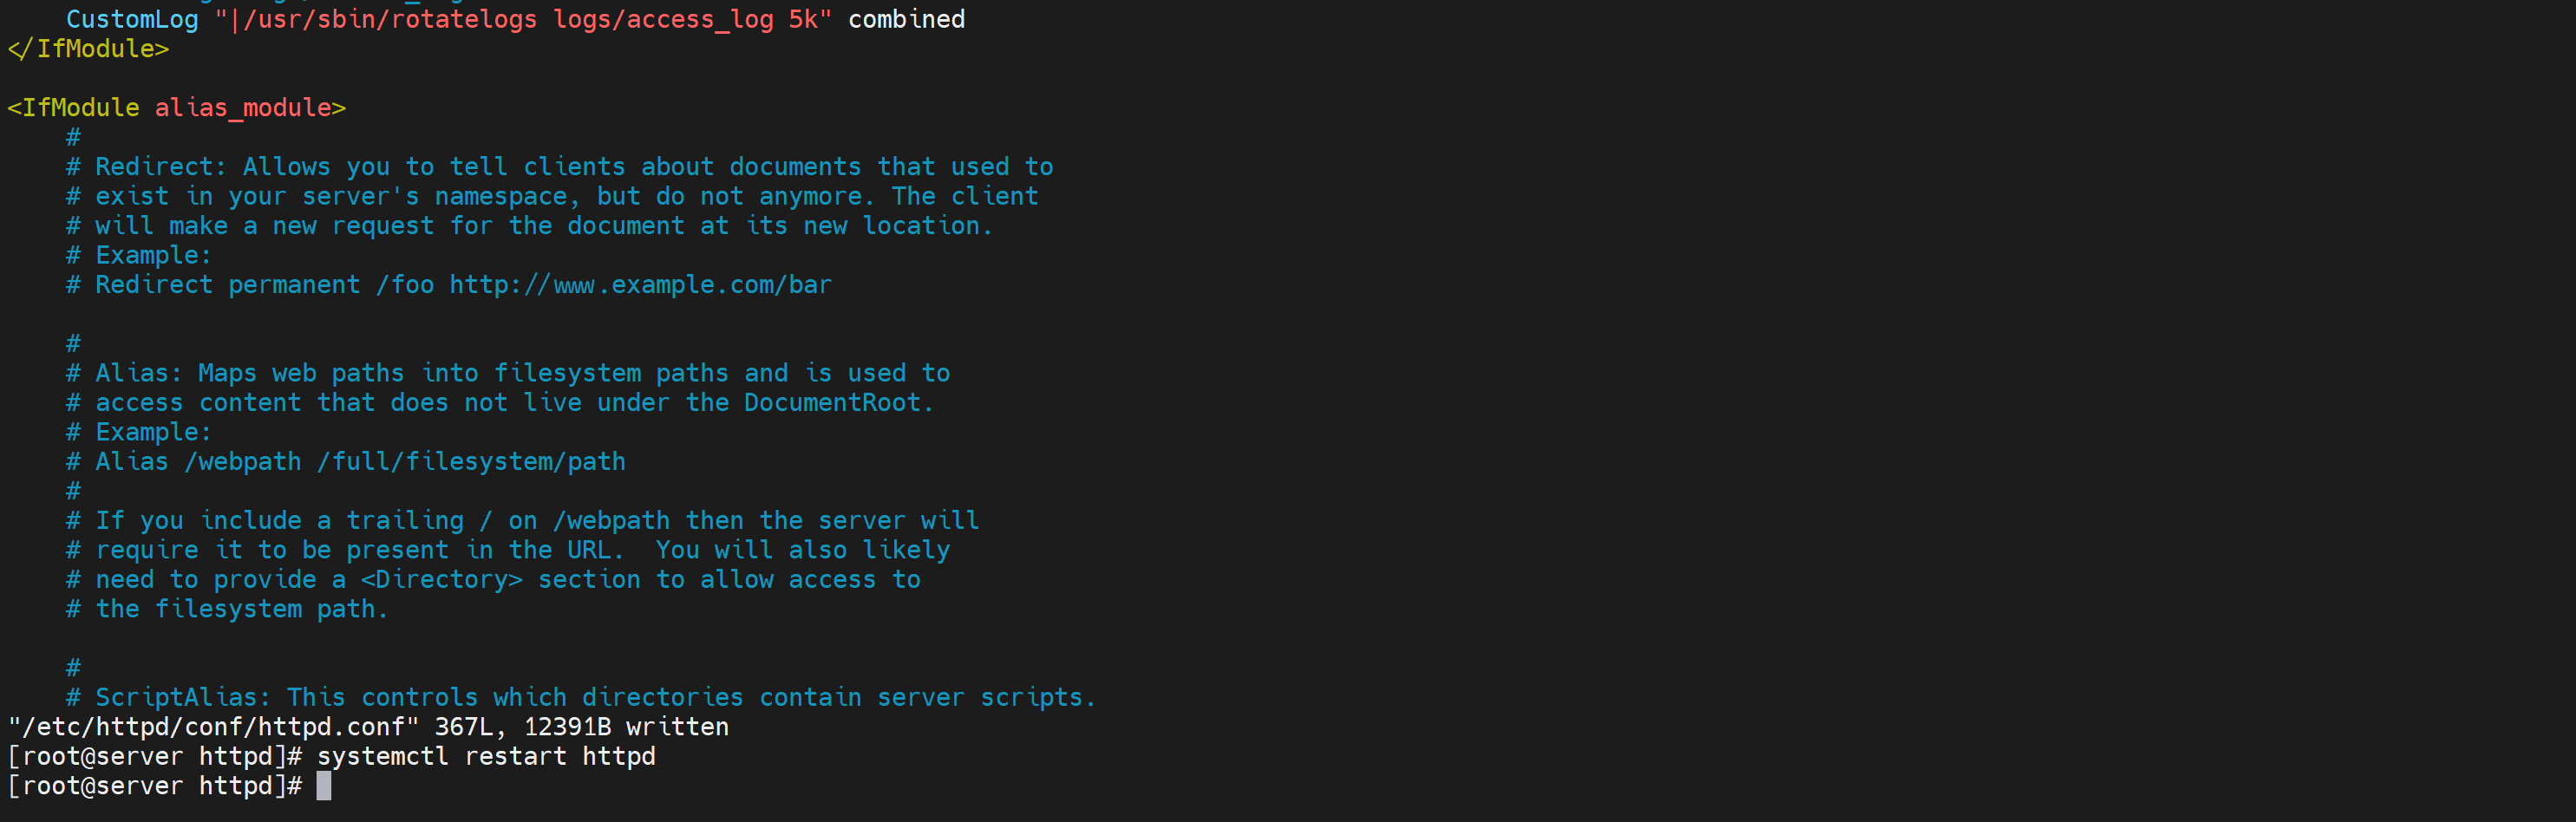 CustomLog "|/usr/sbin/rotatelogs logs/access_log 5k" combined
</IfModule>
<IfModule alias_module>
#
# Redirect: Allows you to tell clients about documents that used to
# exist in your server's namespace, but do not anymore. The client
# will make a new request for the document at its new location.
# Example:
# Redirect permanent /foo http://www.example.com/bar
#
# Alias: Maps web paths into filesystem paths and is used to
# access content that does not live under the DocumentRoot.
# Example:
# Alias /webpath /full/filesystem/path
#
# If you include a trailing / on /webpath then the server will
# require it to be present in the URL.  You will also likely
# need to provide a <Directory> section to allow access to
# the filesystem path.
#
# ScriptAlias: This controls which directories contain server scripts.
"/etc/httpd/conf/httpd.conf" 367L, 12391B written
[root@server httpd]# systemctl restart httpd
[root@server httpd]#